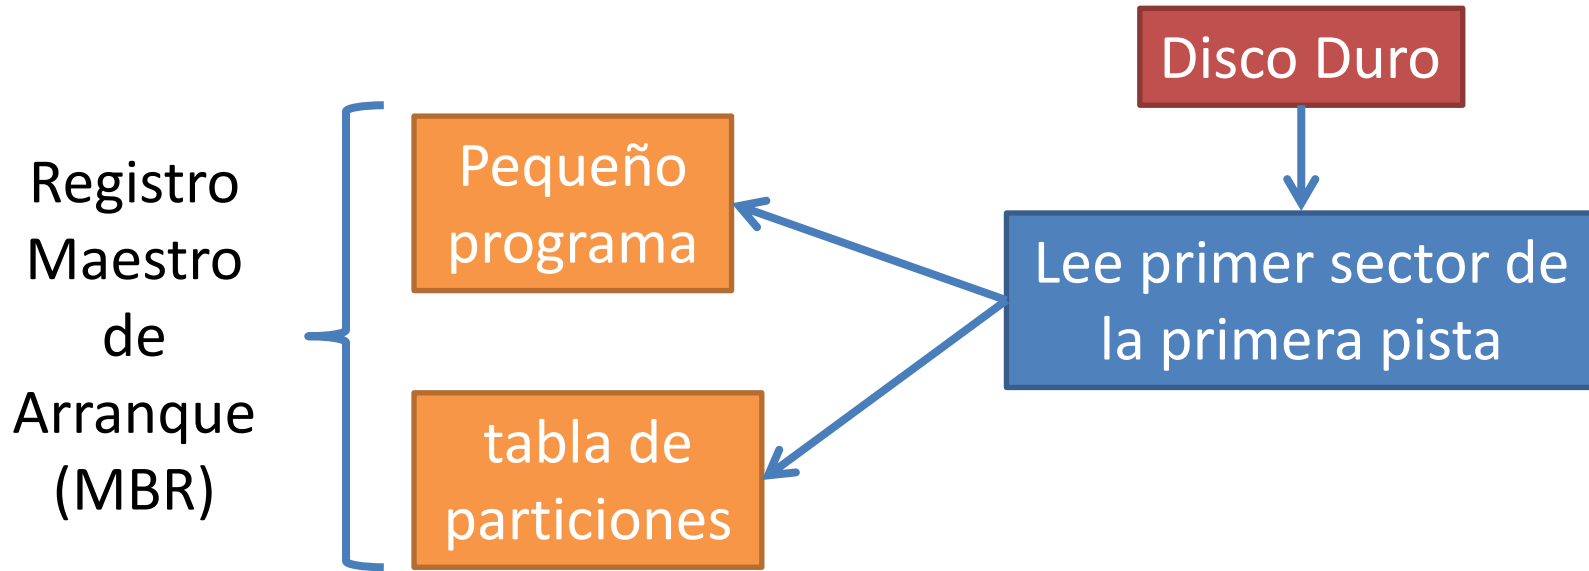 Disco Duro
Registro
Maestro
de
Arranque
(MBR)
Pequeño
programa
tabla de
particiones
Lee primer sector de
la primera pista